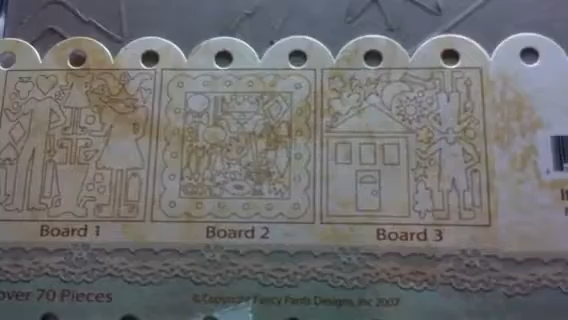 Board 1
Board 2
Board 3
over 70 Pieces
© Copyright Fancy Pants Designs, Inc 2007